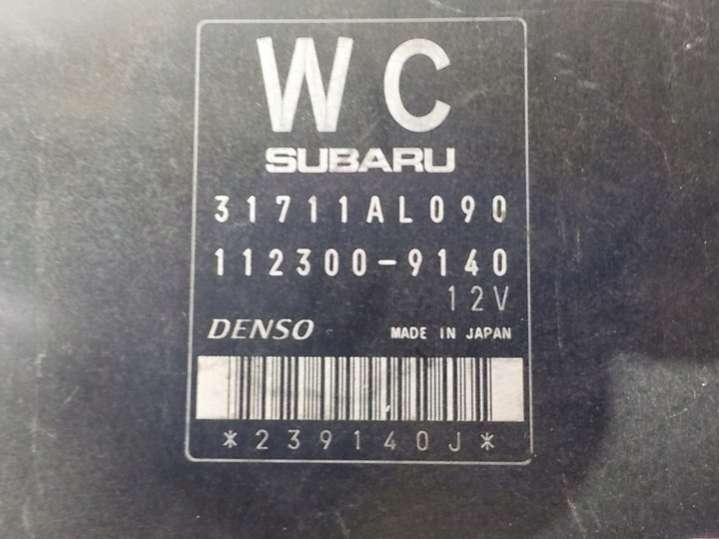 WC
SUBARU
31711AL090
112300-9140
12V
DENSO MADE IN JAPAN
*239140J*